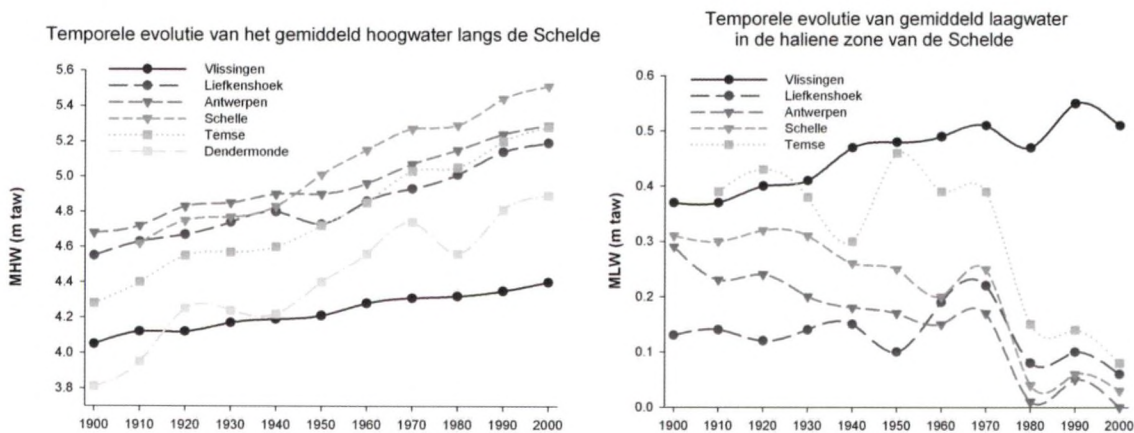 Temporele evolutie van het gemiddeld hoogwater langs de Schelde
MHW (m taw)
5.6
5.4
5.2
5.0
4.8
4.6
4.4
4.2
4.0
3.8
Vlissingen
Liefkenshoek
Antwerpen
Schelle
Temse
Dendermonde
1900 1910 1920 1930 1940 1950 1960 1970 1980 1990 2000
Temporele evolutie van gemiddeld laagwater
in de haliene zone van de Schelde
MLW (m taw)
0.6
0.5
0.4
0.3
0.2
0.1
0.0
Vlissingen
Liefkenshoek
Antwerpen
Schelle
Temse
1900 1910 1920 1930 1940 1950 1960 1970 1980 1990 2000